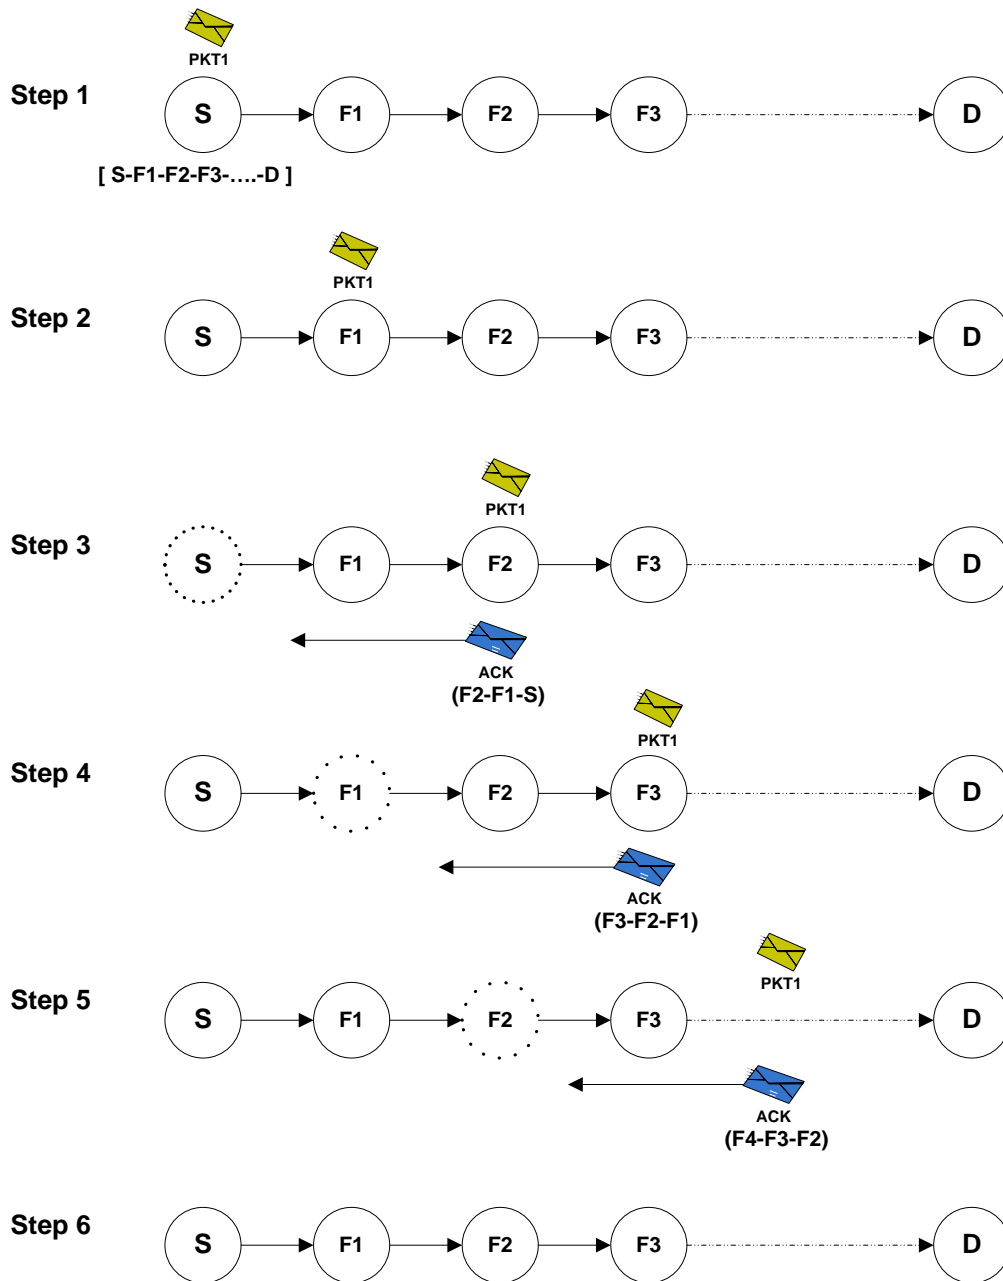 PKT1
Step 1
S F1 F2 F3 D
[ S-F1-F2-F3-….-D ]
PKT1
Step 2
S F1 F2 F3 D
PKT1
Step 3
S F1 F2 F3 D
ACK
(F2-F1-S)
PKT1
Step 4
S F1 F2 F3 D
ACK
(F3-F2-F1)
PKT1
Step 5
S F1 F2 F3 D
ACK
(F4-F3-F2)
Step 6
S F1 F2 F3 D